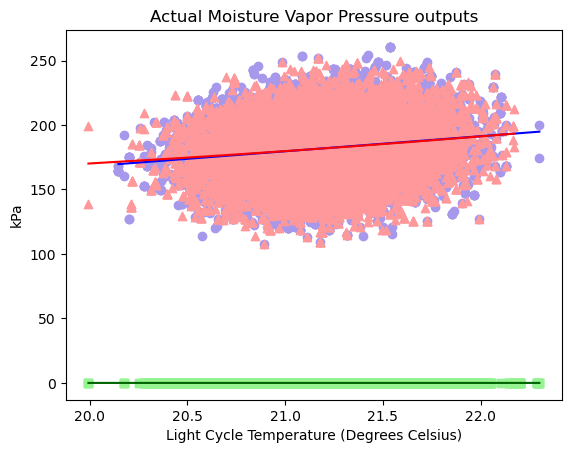 Actual Moisture Vapor Pressure outputs
250
200
150
100
50
0
kPa
20.0 20.5 21.0 21.5 22.0
Light Cycle Temperature (Degrees Celsius)